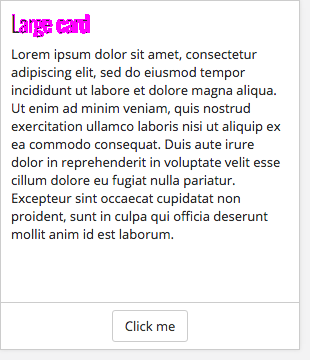 Large card
Lorem ipsum dolor sit amet, consectetur
adipiscing elit, sed do eiusmod tempor
incididunt ut labore et dolore magna aliqua.
Ut enim ad minim veniam, quis nostrud
exercitation ullamco laboris nisi ut aliquip ex
ea commodo consequat. Duis aute irure
dolor in reprehenderit in voluptate velit esse
cillum dolore eu fugiat nulla pariatur.
Excepteur sint occaecat cupidatat non
proident, sunt in culpa qui officia deserunt
mollit anim id est laborum.
Click me